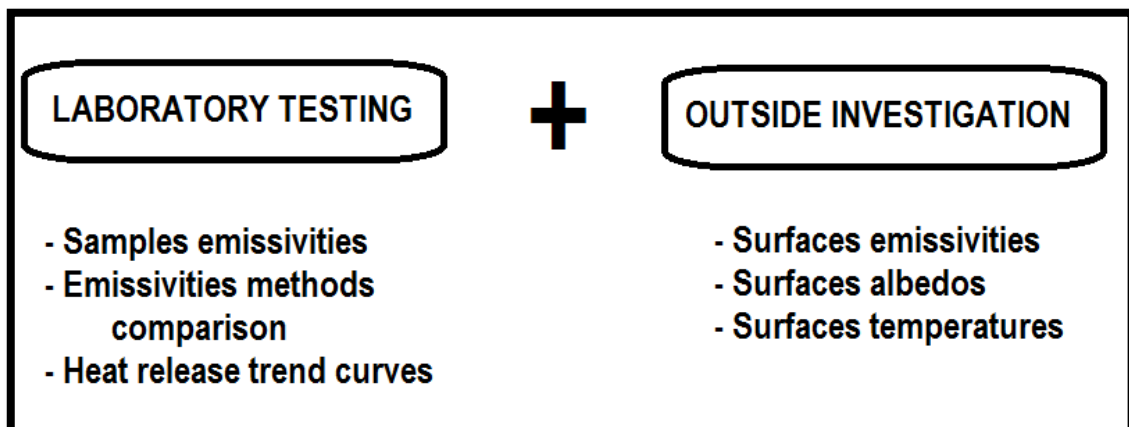 LABORATORY TESTING
+
OUTSIDE INVESTIGATION
- Samples emissivities
- Emissivities methods
comparison
- Heat release trend curves
- Surfaces emissivities
- Surfaces albedos
- Surfaces temperatures